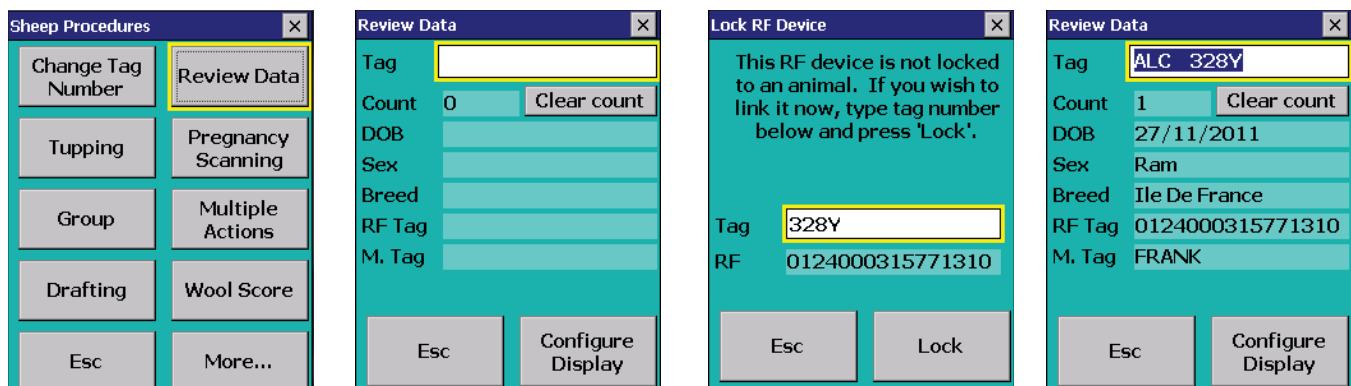 Sheep Procedures
Change Tag
Number
Review Data
Tupping
Pregnancy
Scanning
Group
Multiple
Actions
Drafting
Wool Score
Esc
More...
Review Data
Tag
Count 0 Clear count
DOB
Sex
Breed
RF Tag
M. Tag
Esc
Configure
Display
Lock RF Device
This RF device is not locked
to an animal. If you wish to
link it now, type tag number
below and press 'Lock'.
Tag 328Y
RF 01240000315771310
Esc
Lock
Review Data
Tag ALC 328Y
Count 1 Clear count
DOB 27/11/2011
Sex Ram
Breed Ile De France
RF Tag 01240000315771310
M. Tag FRANK
Esc
Configure
Display